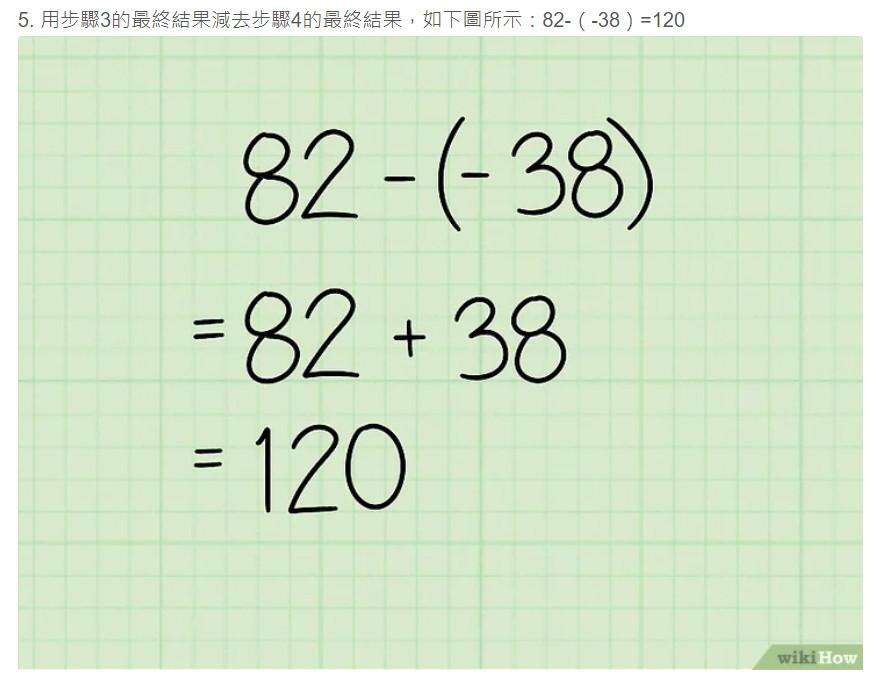 5. 用步驟3的最終結果減去步驟4的最終結果，如下圖所示：82-（-38）=120
82 - (- 38)
= 82 + 38
= 120
wikiHow